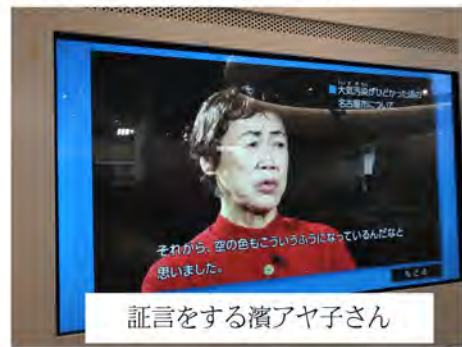 ■大気汚染がひどかった頃の
名古屋市について
それから、空の色もこういうふうになっているんだなと
思いました。
もどる
証言をする濱アヤ子さん